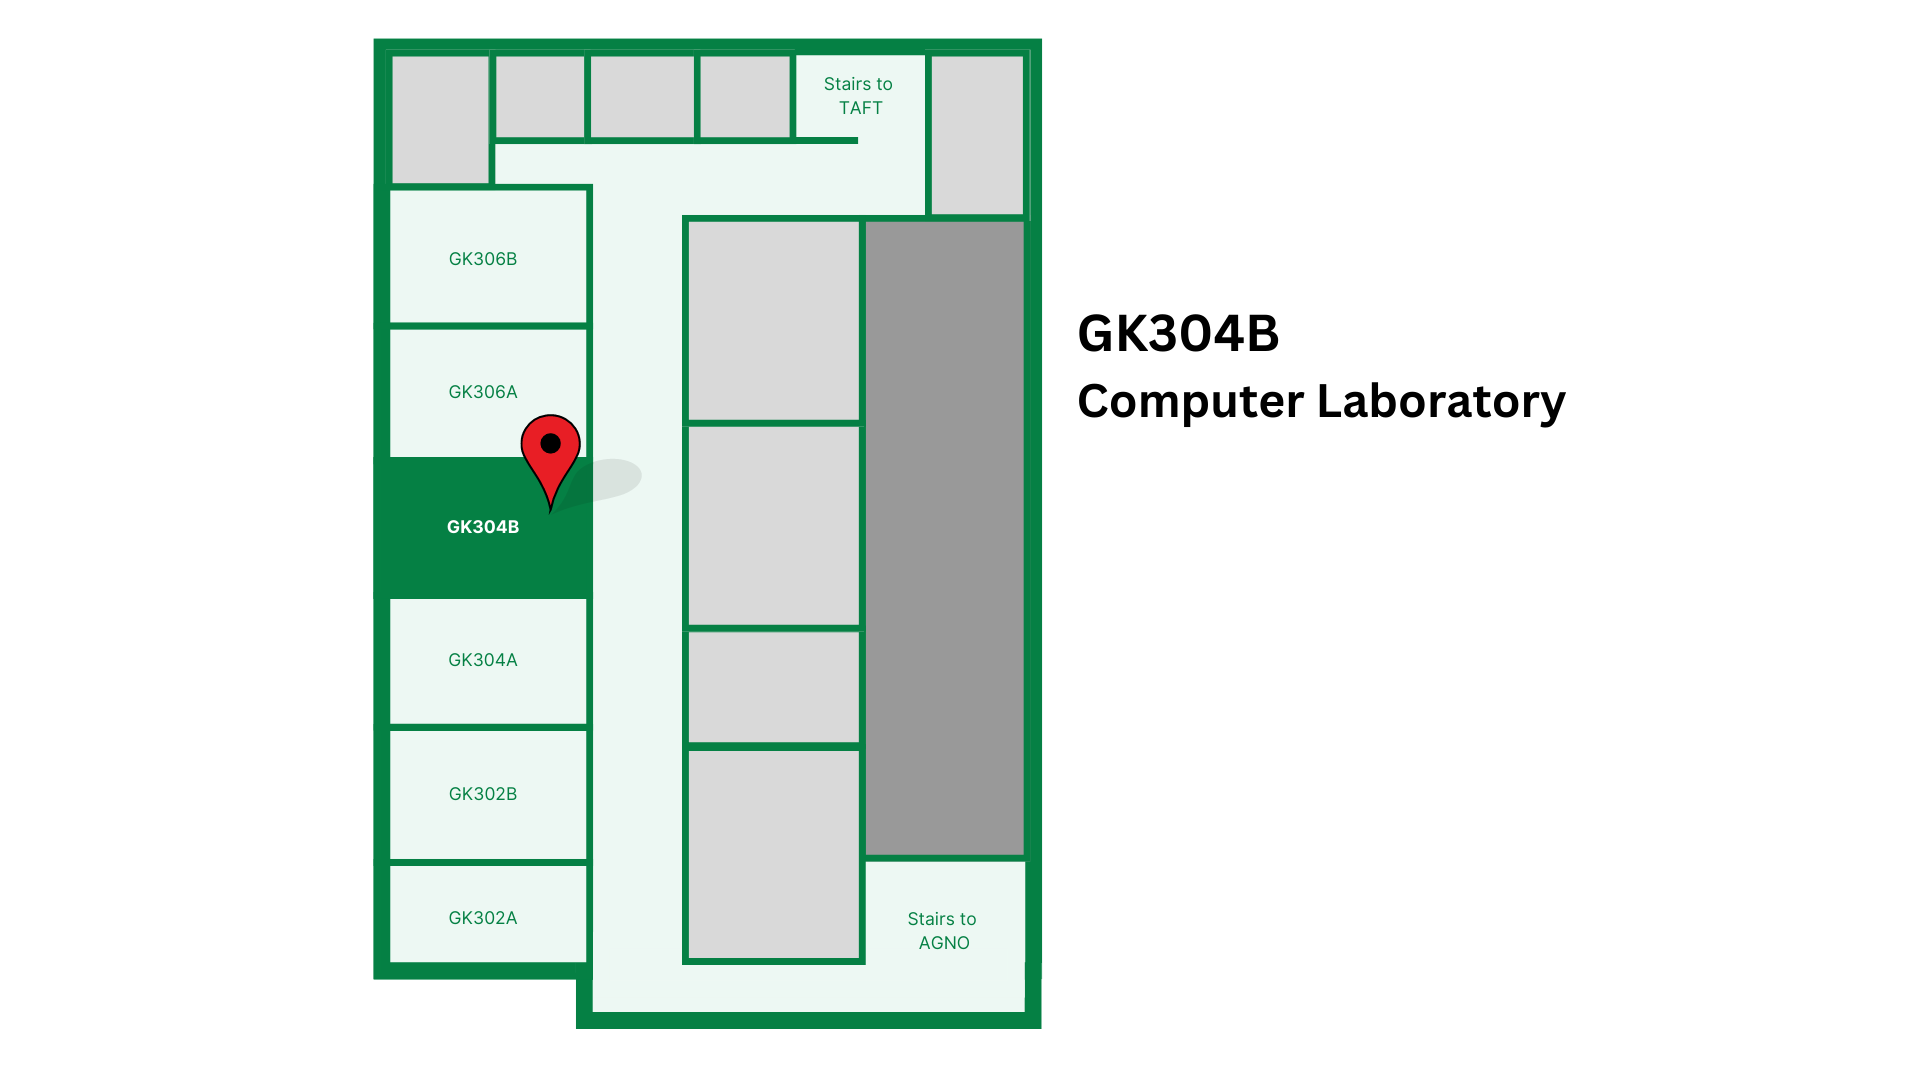 Stairs to
TAFT
GK306B
GK306A
GK304B
GK304A
GK302B
GK302A
Stairs to
AGNO
GK304B
Computer Laboratory